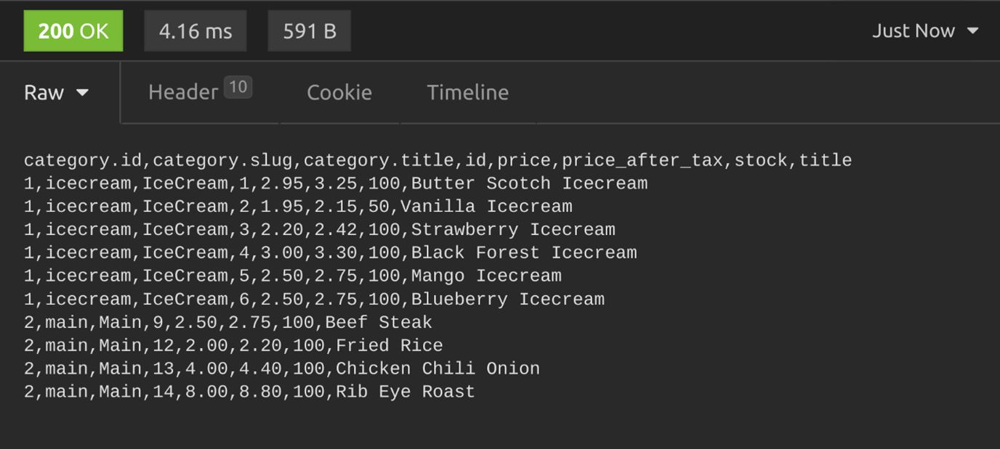 200 OK 4.16 ms 591 B Just Now
Raw Header 10 Cookie Timeline
category.id,category.slug,category.title,id,price,price_after_tax,stock,title
1,icecream,IceCream,1,2.95,3.25,100,Butter Scotch Icecream
1,icecream,IceCream,2,1.95,2.15,50,Vanilla Icecream
1,icecream,IceCream,3,2.20,2.42,100,Strawberry Icecream
1,icecream,IceCream,4,3.00,3.30,100,Black Forest Icecream
1,icecream,IceCream,5,2.50,2.75,100,Mango Icecream
1,icecream,IceCream,6,2.50,2.75,100,Blueberry Icecream
2,main,Main,9,2.50,2.75,100,Beef Steak
2,main,Main,12,2.00,2.20,100,Fried Rice
2,main,Main,13,4.00,4.40,100,Chicken Chili Onion
2,main,Main,14,8.00,8.80,100,Rib Eye Roast